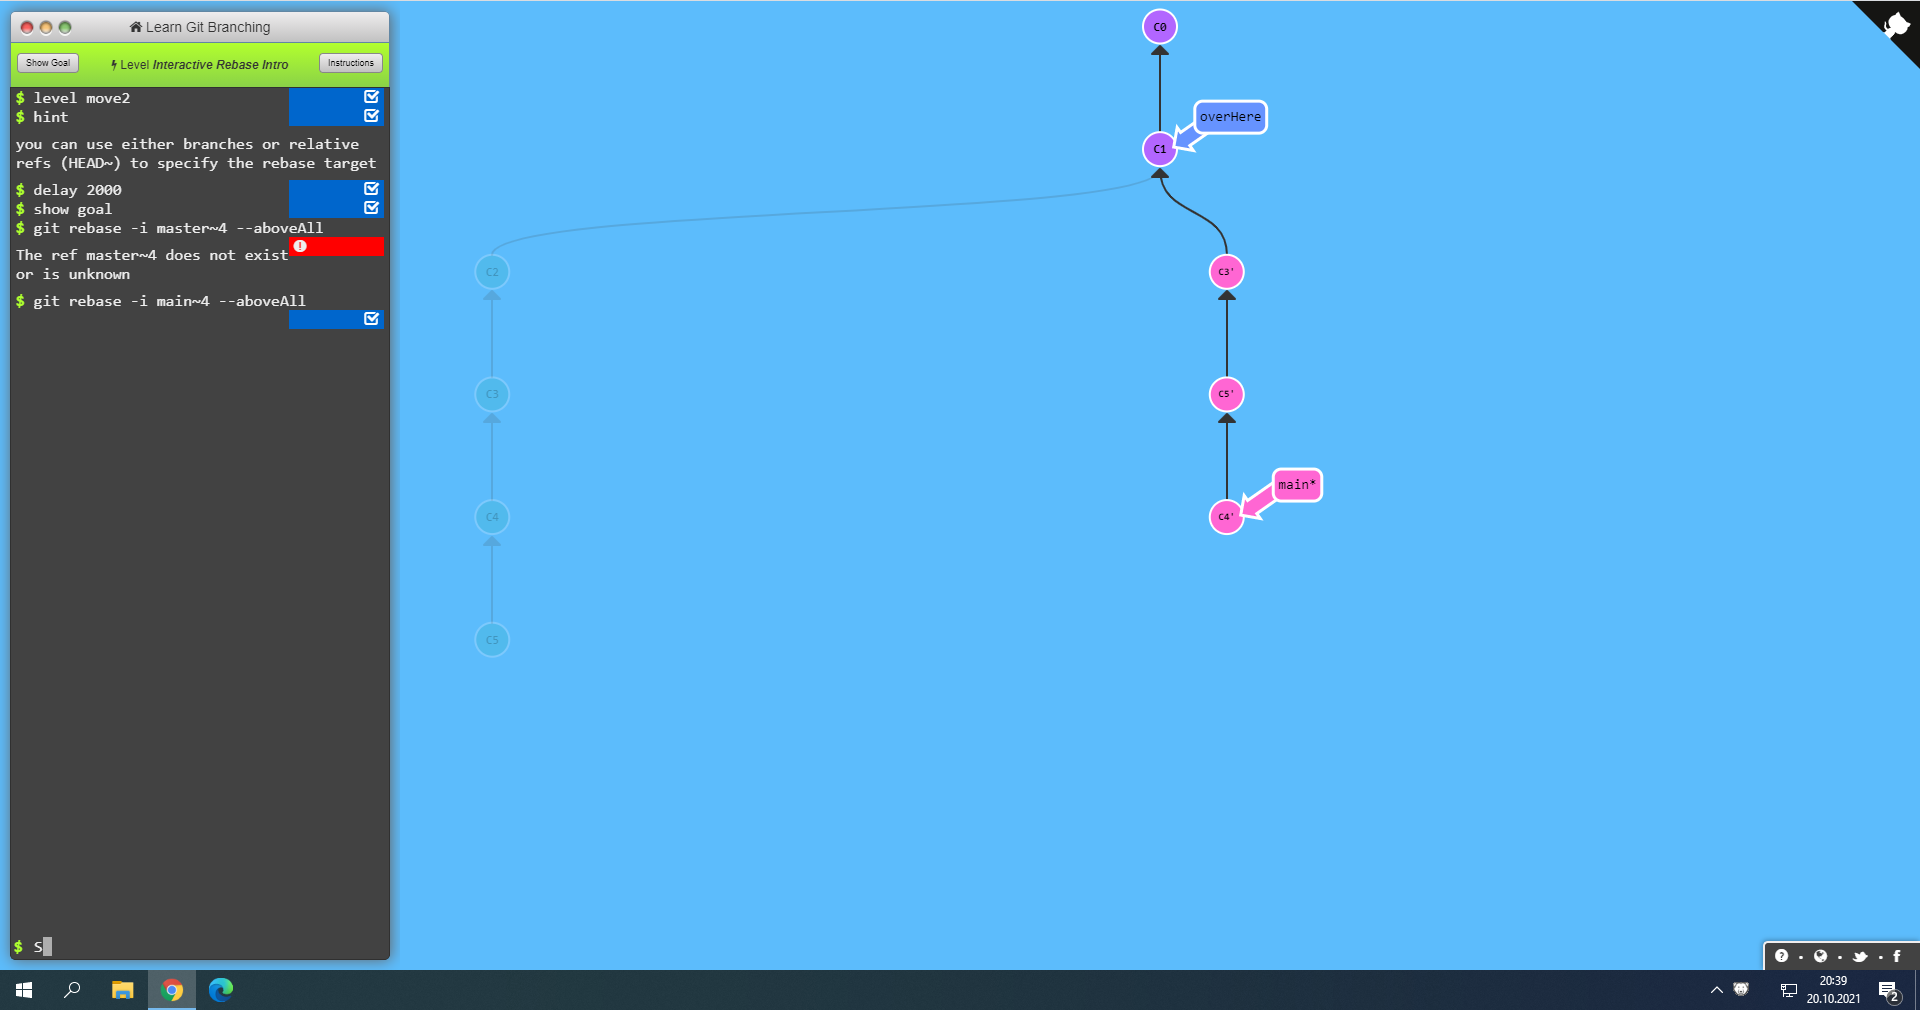 Learn Git Branching
Show Goal
Level Interactive Rebase Intro
Instructions
$ level move2
$ hint
you can use either branches or relative
refs (HEAD~) to specify the rebase target
$ delay 2000
$ show goal
$ git rebase -i master~4 --aboveAll
The ref master~4 does not exist
or is unknown
$ git rebase -i main~4 --aboveAll
$ S
C0
overHere
C1
C2
C3'
C3
C5'
main*
C4
C4'
C5
20:39
20.10.2021
2